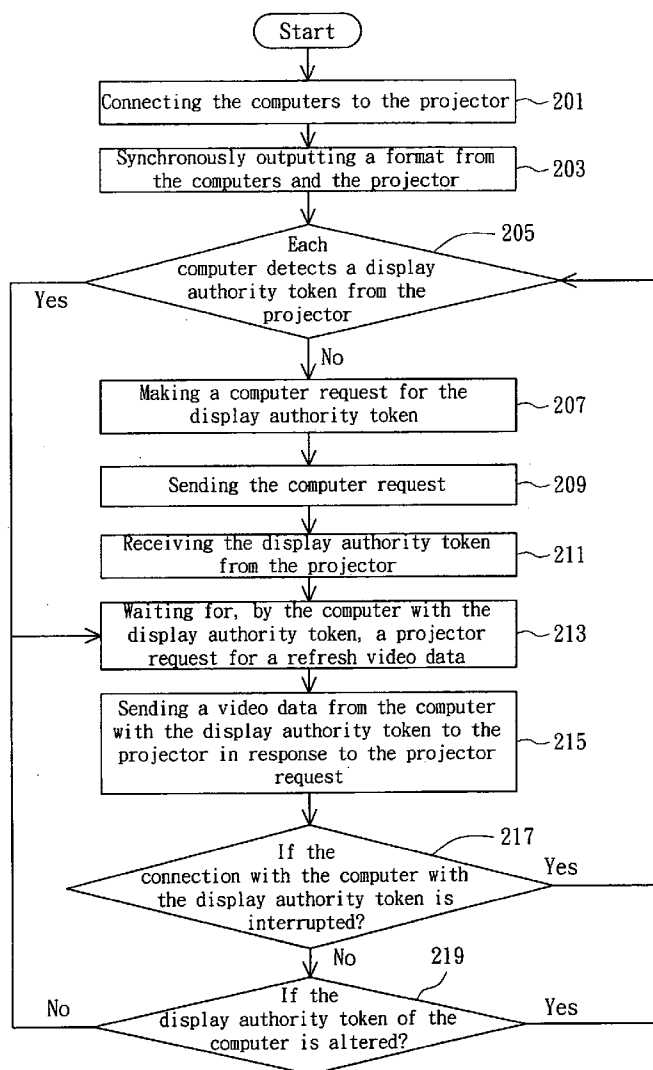 Start
Connecting the computers to the projector
201
Synchronously outputting a format from
the computers and the projector
203
205
Each
computer detects a display
authority token from the
projector
Yes
No
Making a computer request for the
display authority token
207
Sending the computer request
209
Receiving the display authority token
from the projector
211
Waiting for, by the computer with the
display authority token, a projector
request for a refresh video data
213
Sending a video data from the computer
with the display authority token to the
projector in response to the projector
request
215
217
If the
connection with the computer with
the display authority token is
interrupted?
Yes
No
219
If the
display authority token of the
computer is altered?
No
Yes